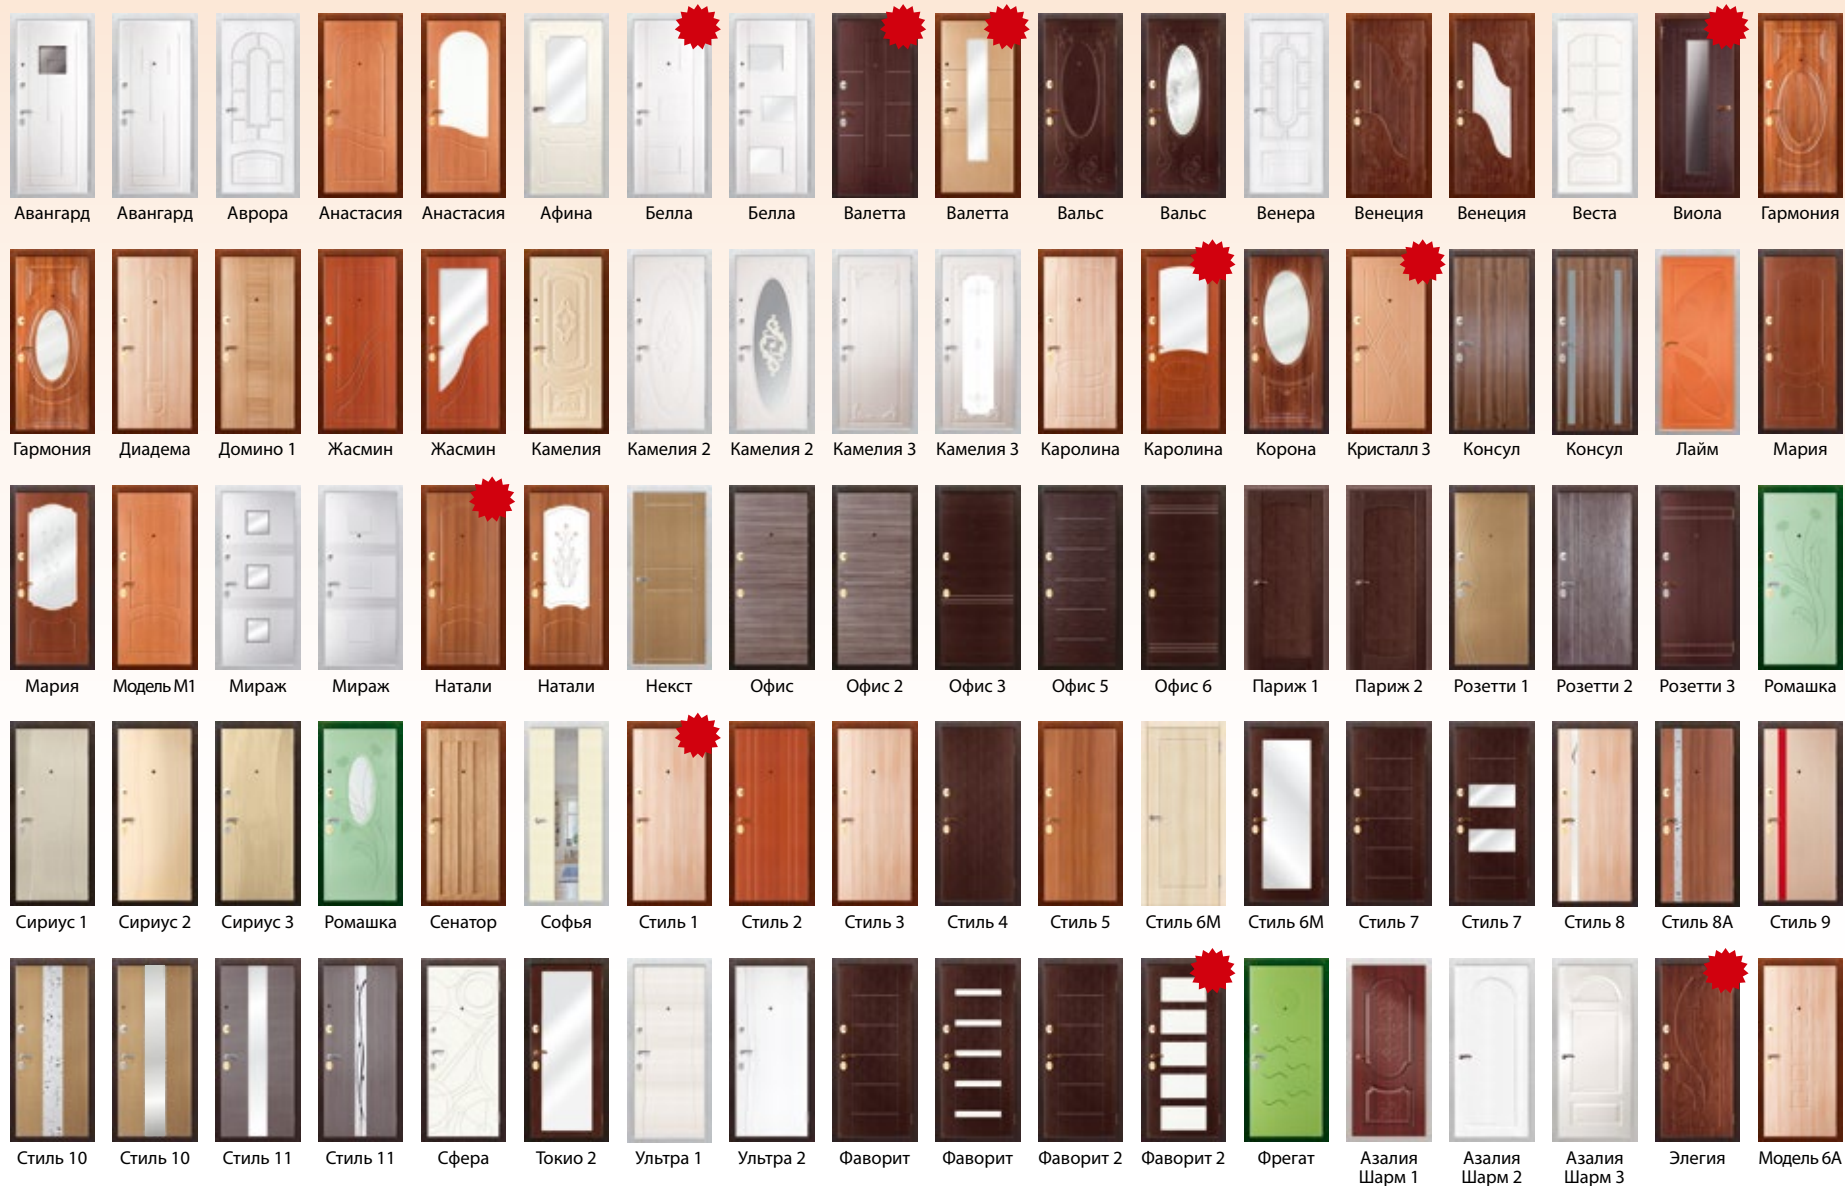 Авангард Авангард Аврора Анастасия Анастасия Афина Белла Белла Валетта Валетта Вальс Вальс Венера Венеция Венеция Веста Виола Гармония
Гармония Диадема Домино 1 Жасмин Жасмин Камелия Камелия 2 Камелия 2 Камелия 3 Камелия 3 Каролина Каролина Корона Кристалл 3 Консул Консул Лайм Мария
Мария Модель М1 Мираж Мираж Натали Натали Некст Офис Офис 2 Офис 3 Офис 5 Офис 6 Париж 1 Париж 2 Розетти 1 Розетти 2 Розетти 3 Ромашка
Сириус 1 Сириус 2 Сириус 3 Ромашка Сенатор Софья Стиль 1 Стиль 2 Стиль 3 Стиль 4 Стиль 5 Стиль 6М Стиль 6М Стиль 7 Стиль 7 Стиль 8 Стиль 8А Стиль 9
Стиль 10 Стиль 10 Стиль 11 Стиль 11 Сфера Токио 2 Ультра 1 Ультра 2 Фаворит Фаворит Фаворит 2 Фаворит 2 Фрегат Азалия Азалия Азалия Элегия Модель 6А
Шарм 1 Шарм 2 Шарм 3